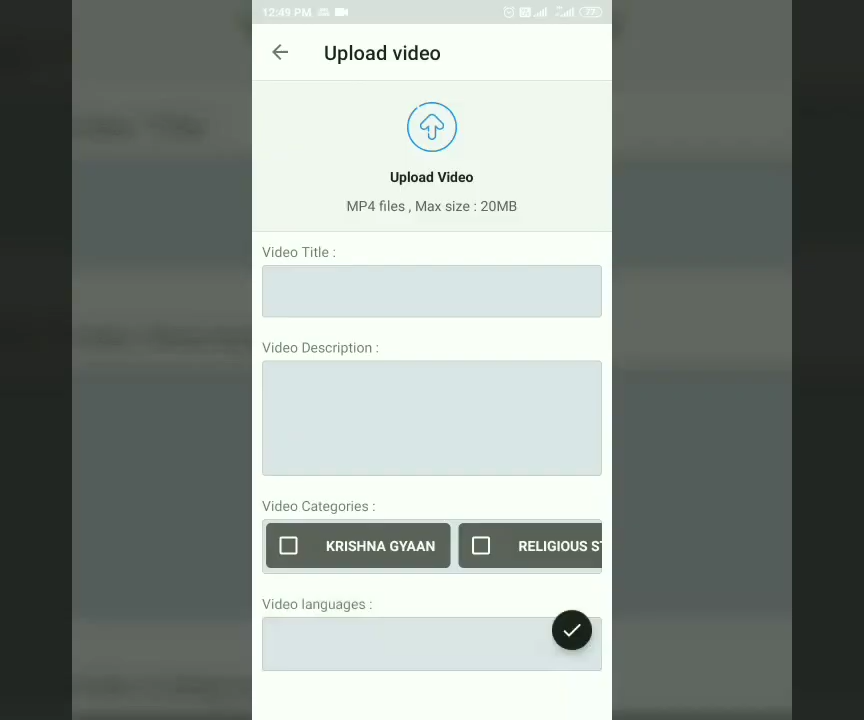 12:49 PM
77
Upload video
Upload Video
MP4 files , Max size : 20MB
Video Title :
Video Description :
Video Categories :
KRISHNA GYAAN
RELIGIOUS
Video languages :